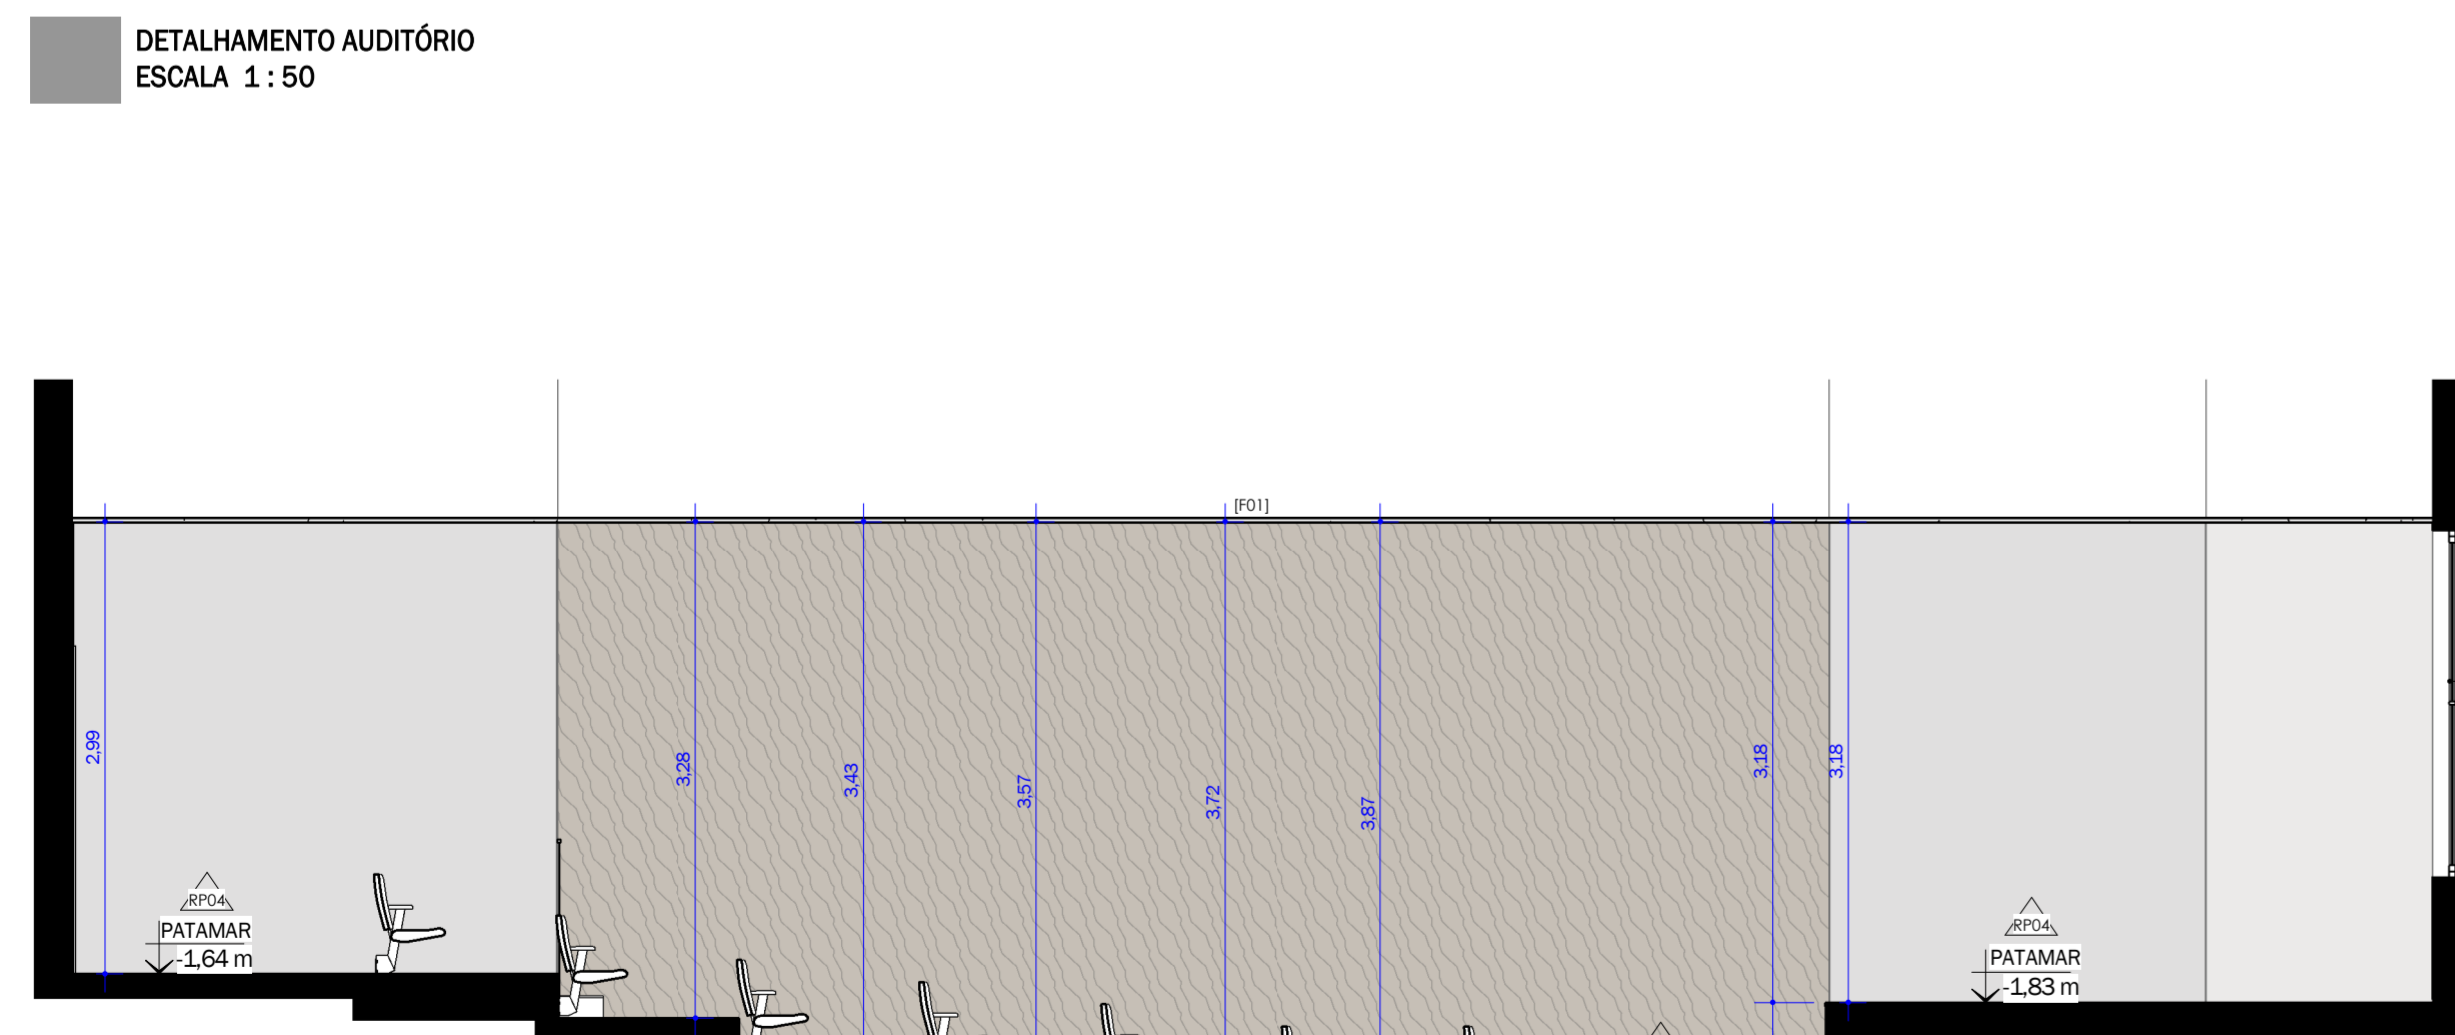 DETALHAMENTO AUDITÓRIO
ESCALA 1 : 50
[F01]
2,99
3,28
3,43
3,57
3,72
3,87
3,18
3,18
RP04
PATAMAR
-1,64 m
RP04
PATAMAR
-1,83 m